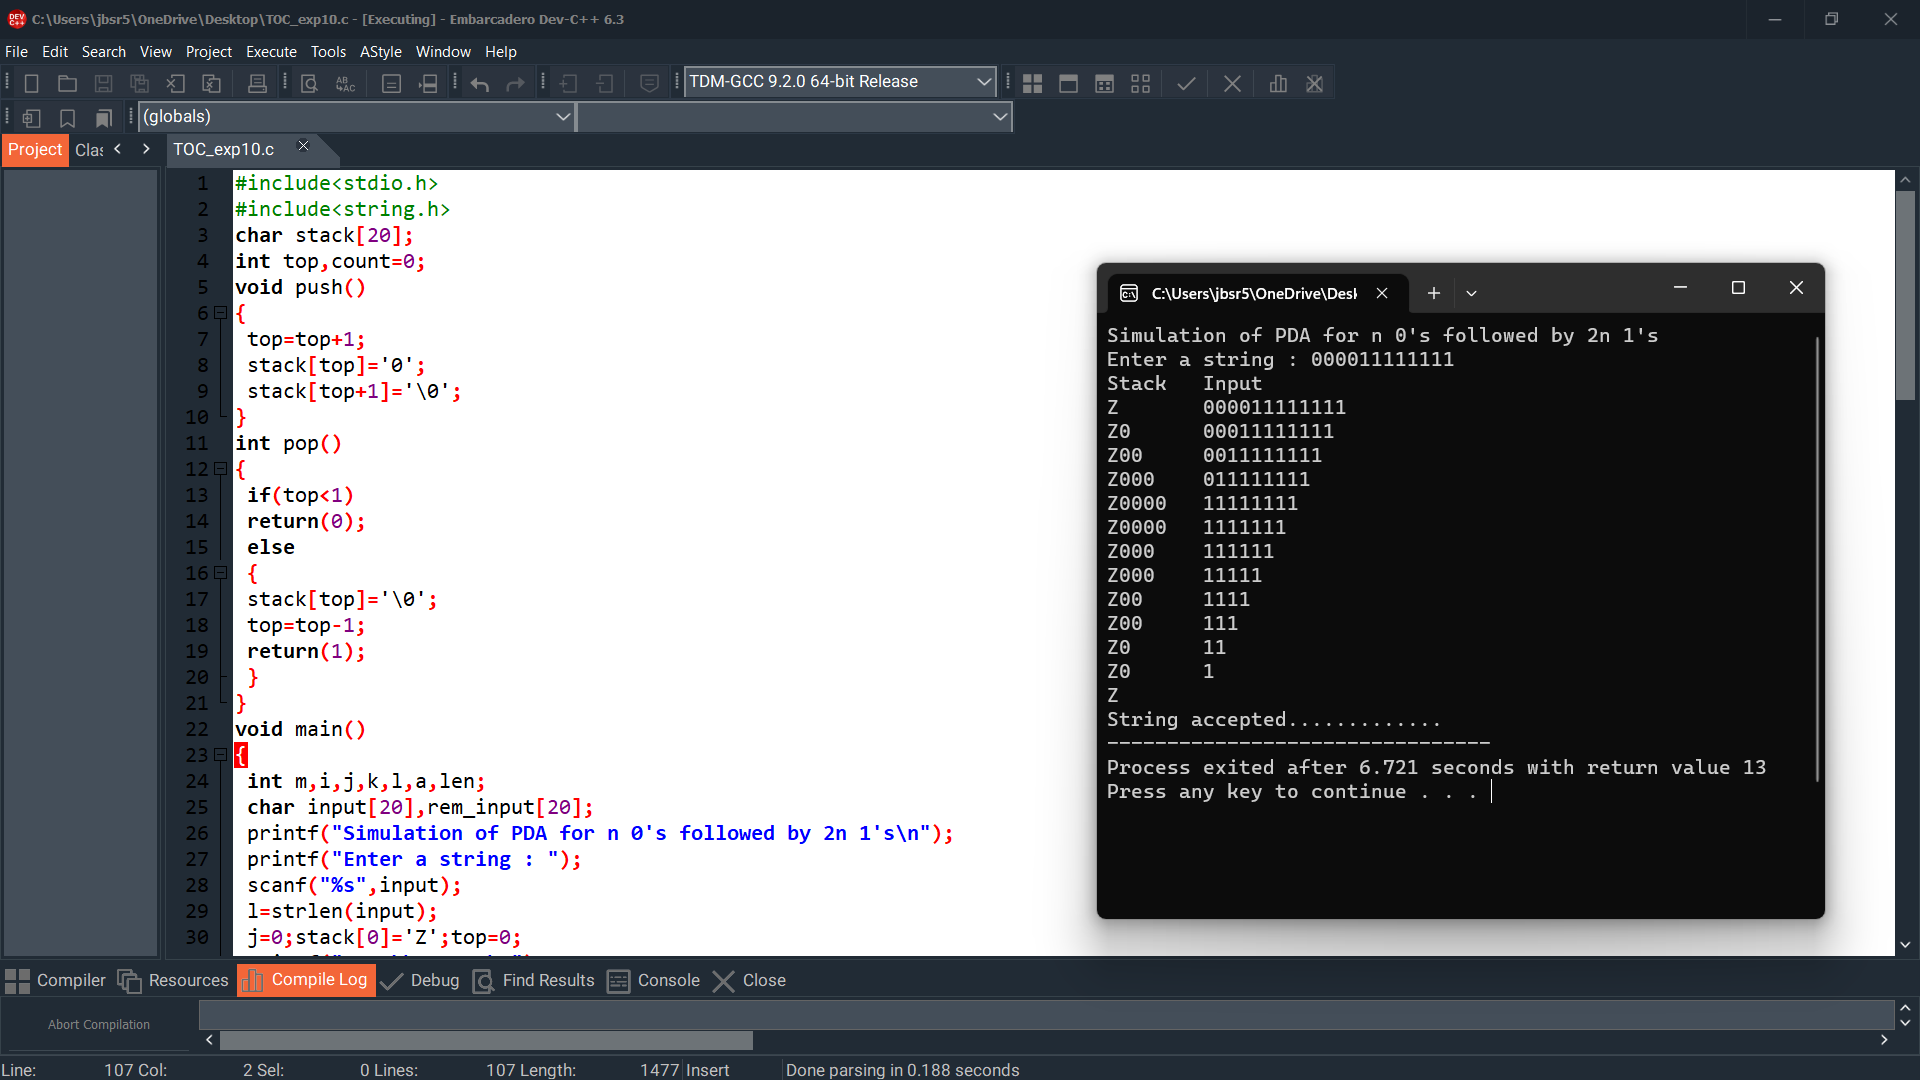 C:\Users\jbsr5\OneDrive\Desktop\TOC_exp10.c - [Executing] - Embarcadero Dev-C++ 6.3
File Edit Search View Project Execute Tools AStyle Window Help
TDM-GCC 9.2.0 64-bit Release
(globals)
Project Clas TOC_exp10.c
1 #include<stdio.h>
2 #include<string.h>
3 char stack[20];
4 int top,count=0;
5 void push()
6 {
7 top=top+1;
8 stack[top]='0';
9 stack[top+1]='\0';
10 }
11 int pop()
12 {
13 if(top<1)
14 return(0);
15 else
16 {
17 stack[top]='\0';
18 top=top-1;
19 return(1);
20 }
21 }
22 void main()
23 {
24 int m,i,j,k,l,a,len;
25 char input[20],rem_input[20];
26 printf("Simulation of PDA for n 0's followed by 2n 1's\n");
27 printf("Enter a string : ");
28 scanf("%s",input);
29 l=strlen(input);
30 j=0;stack[0]='Z';top=0;
C:\Users\jbsr5\OneDrive\Desl
Simulation of PDA for n 0's followed by 2n 1's
Enter a string : 000011111111
Stack Input
Z 000011111111
Z0 00011111111
Z00 0011111111
Z000 011111111
Z0000 11111111
Z0000 1111111
Z000 111111
Z000 11111
Z00 1111
Z00 111
Z0 11
Z0 1
Z
String accepted.............
--------------------------------
Process exited after 6.721 seconds with return value 13
Press any key to continue . . .
Compiler Resources Compile Log Debug Find Results Console Close
Abort Compilation
Line: 107 Col: 2 Sel: 0 Lines: 107 Length: 1477 Insert Done parsing in 0.188 seconds